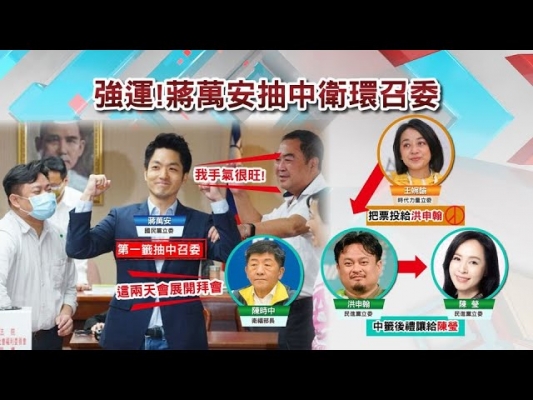 強運!蔣萬安抽中衛環召委
我手氣很旺!
蔣萬安
國民黨立委
第一籤抽中召委
這兩天會展開拜會
陳時中
衛福部長
王婉諭
時代力量立委
把票投給洪申翰
洪申翰
民進黨立委
陳 瑩
民進黨立委
中籤後禮讓給陳瑩